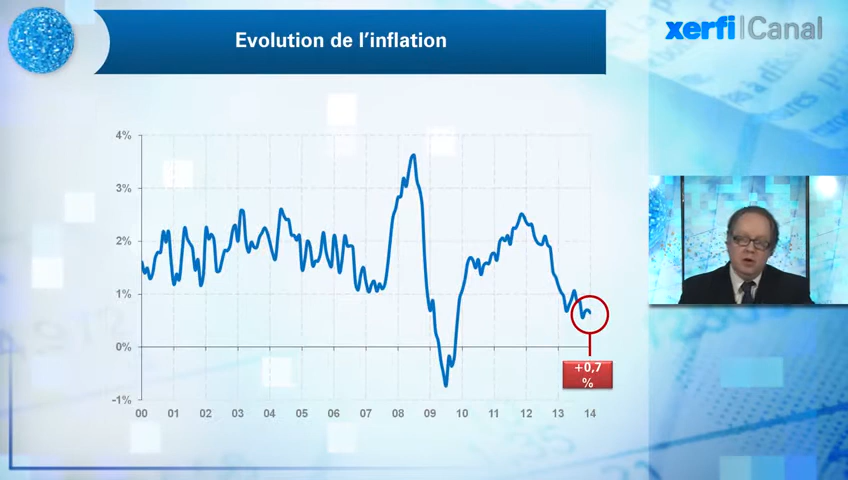 Evolution de l'inflation
xerfi|Canal
4%
3%
2%
1%
0%
-1%
00 01 02 03 04 05 06 07 08 09 10 11 12 13 14
+0,7
%